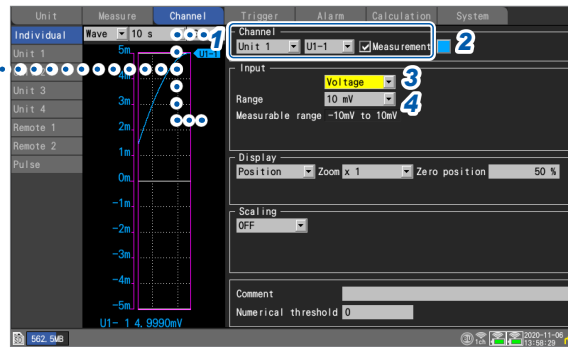 Unit Measure Channel Trigger Alarm Calculation System
Individual
Unit 1
Unit 3
Unit 4
Remote 1
Remote 2
Pulse
Wave 10 s
5m
3m
2m
1m
0m
-1m
-2m
-3m
-4m
-5m
U1-1
U1- 1 4.9990mV
1
Channel
Unit 1 U1-1 Measurement
2
Input
Voltage
3
Range 10 mV
4
Measurable range -10mV to 10mV
Display
Position Zoom x 1 Zero position 50 %
Scaling
OFF
Comment
Numerical threshold 0
562.5MB
1ch
2020-11-06
13:56:29